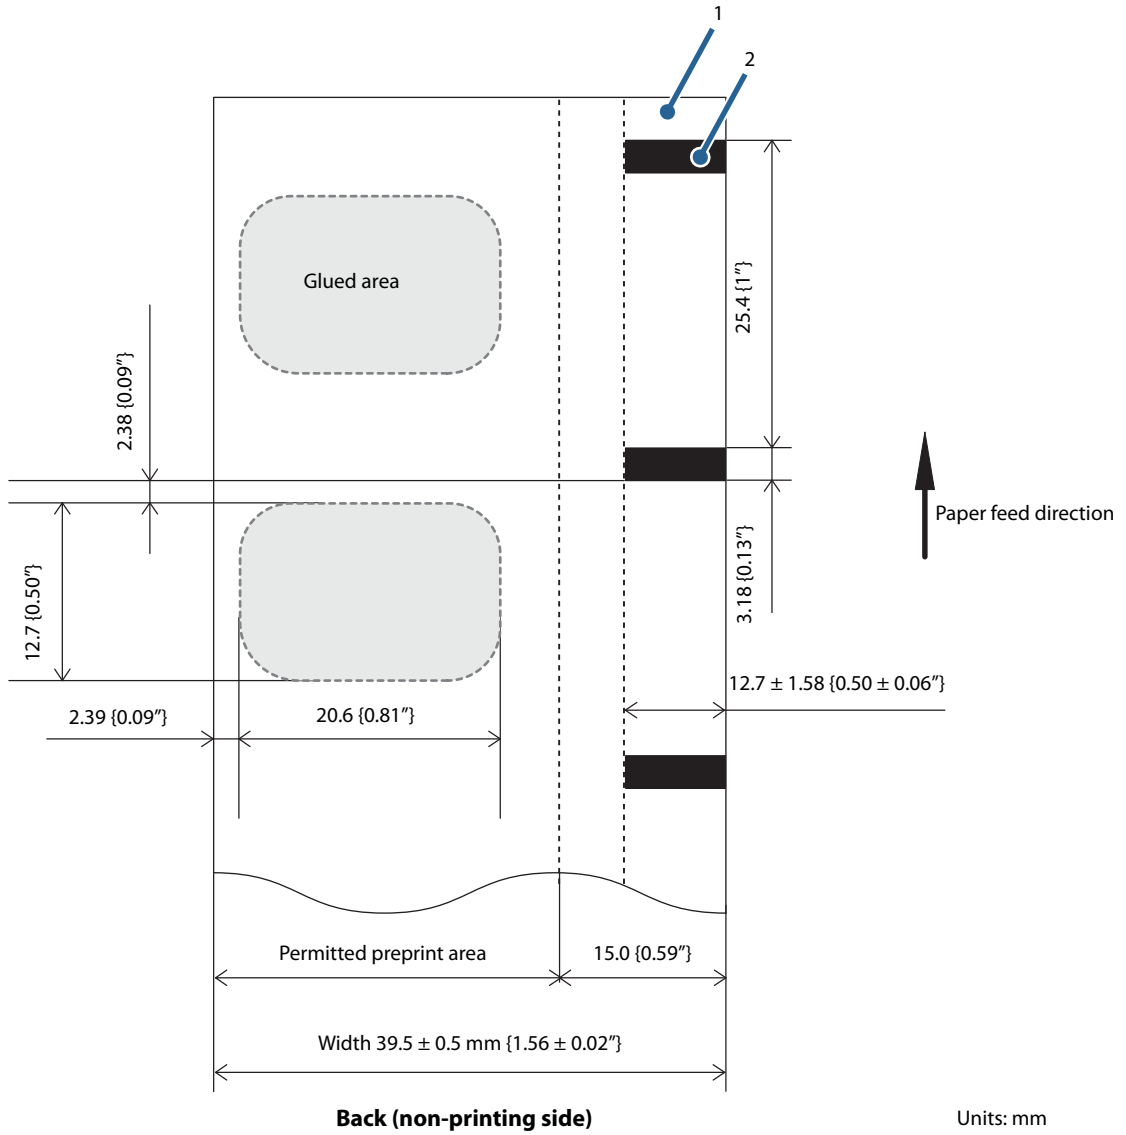 1
2
Glued area
25.4 {1″}
2.38 {0.09″}
Paper feed direction
3.18 {0.13″}
12.7 {0.50″}
12.7 ± 1.58 {0.50 ± 0.06″}
2.39 {0.09″}
20.6 {0.81″}
Permitted preprint area
15.0 {0.59″}
Width 39.5 ± 0.5 mm {1.56 ± 0.02″}
Back (non-printing side)
Units: mm